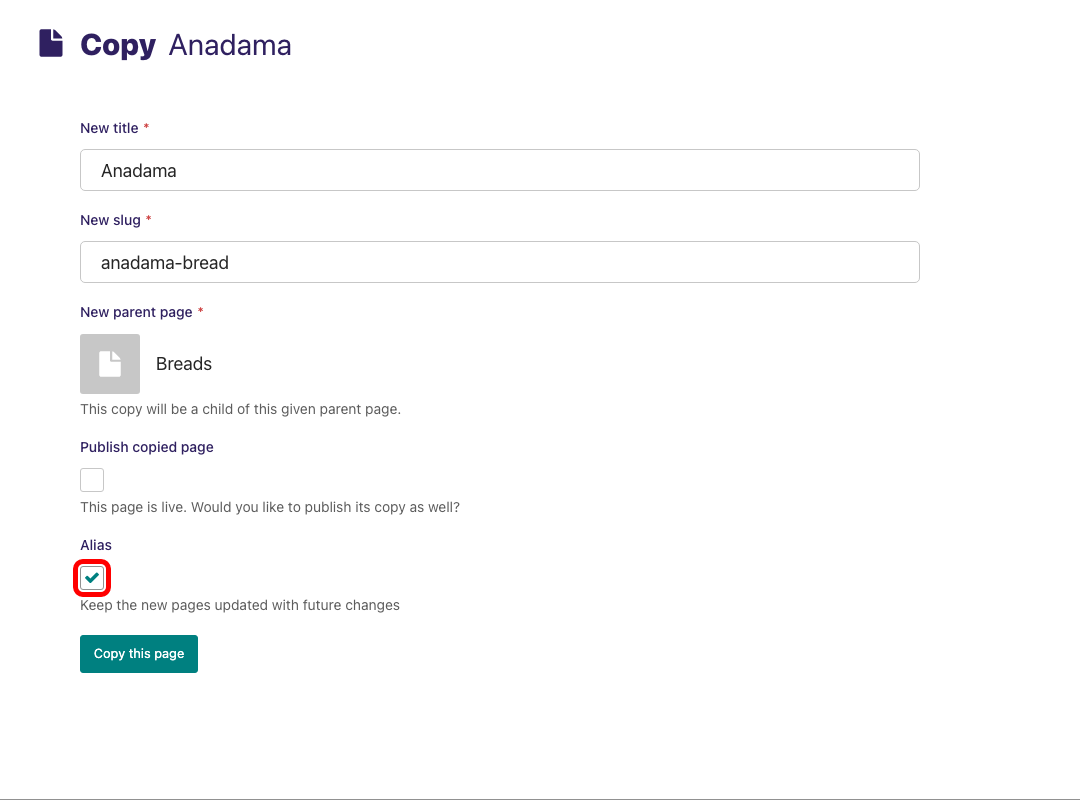 Copy Anadama
New title *
Anadama
New slug *
anadama-bread
New parent page *
Breads
This copy will be a child of this given parent page.
Publish copied page
This page is live. Would you like to publish its copy as well?
Alias
Keep the new pages updated with future changes
Copy this page